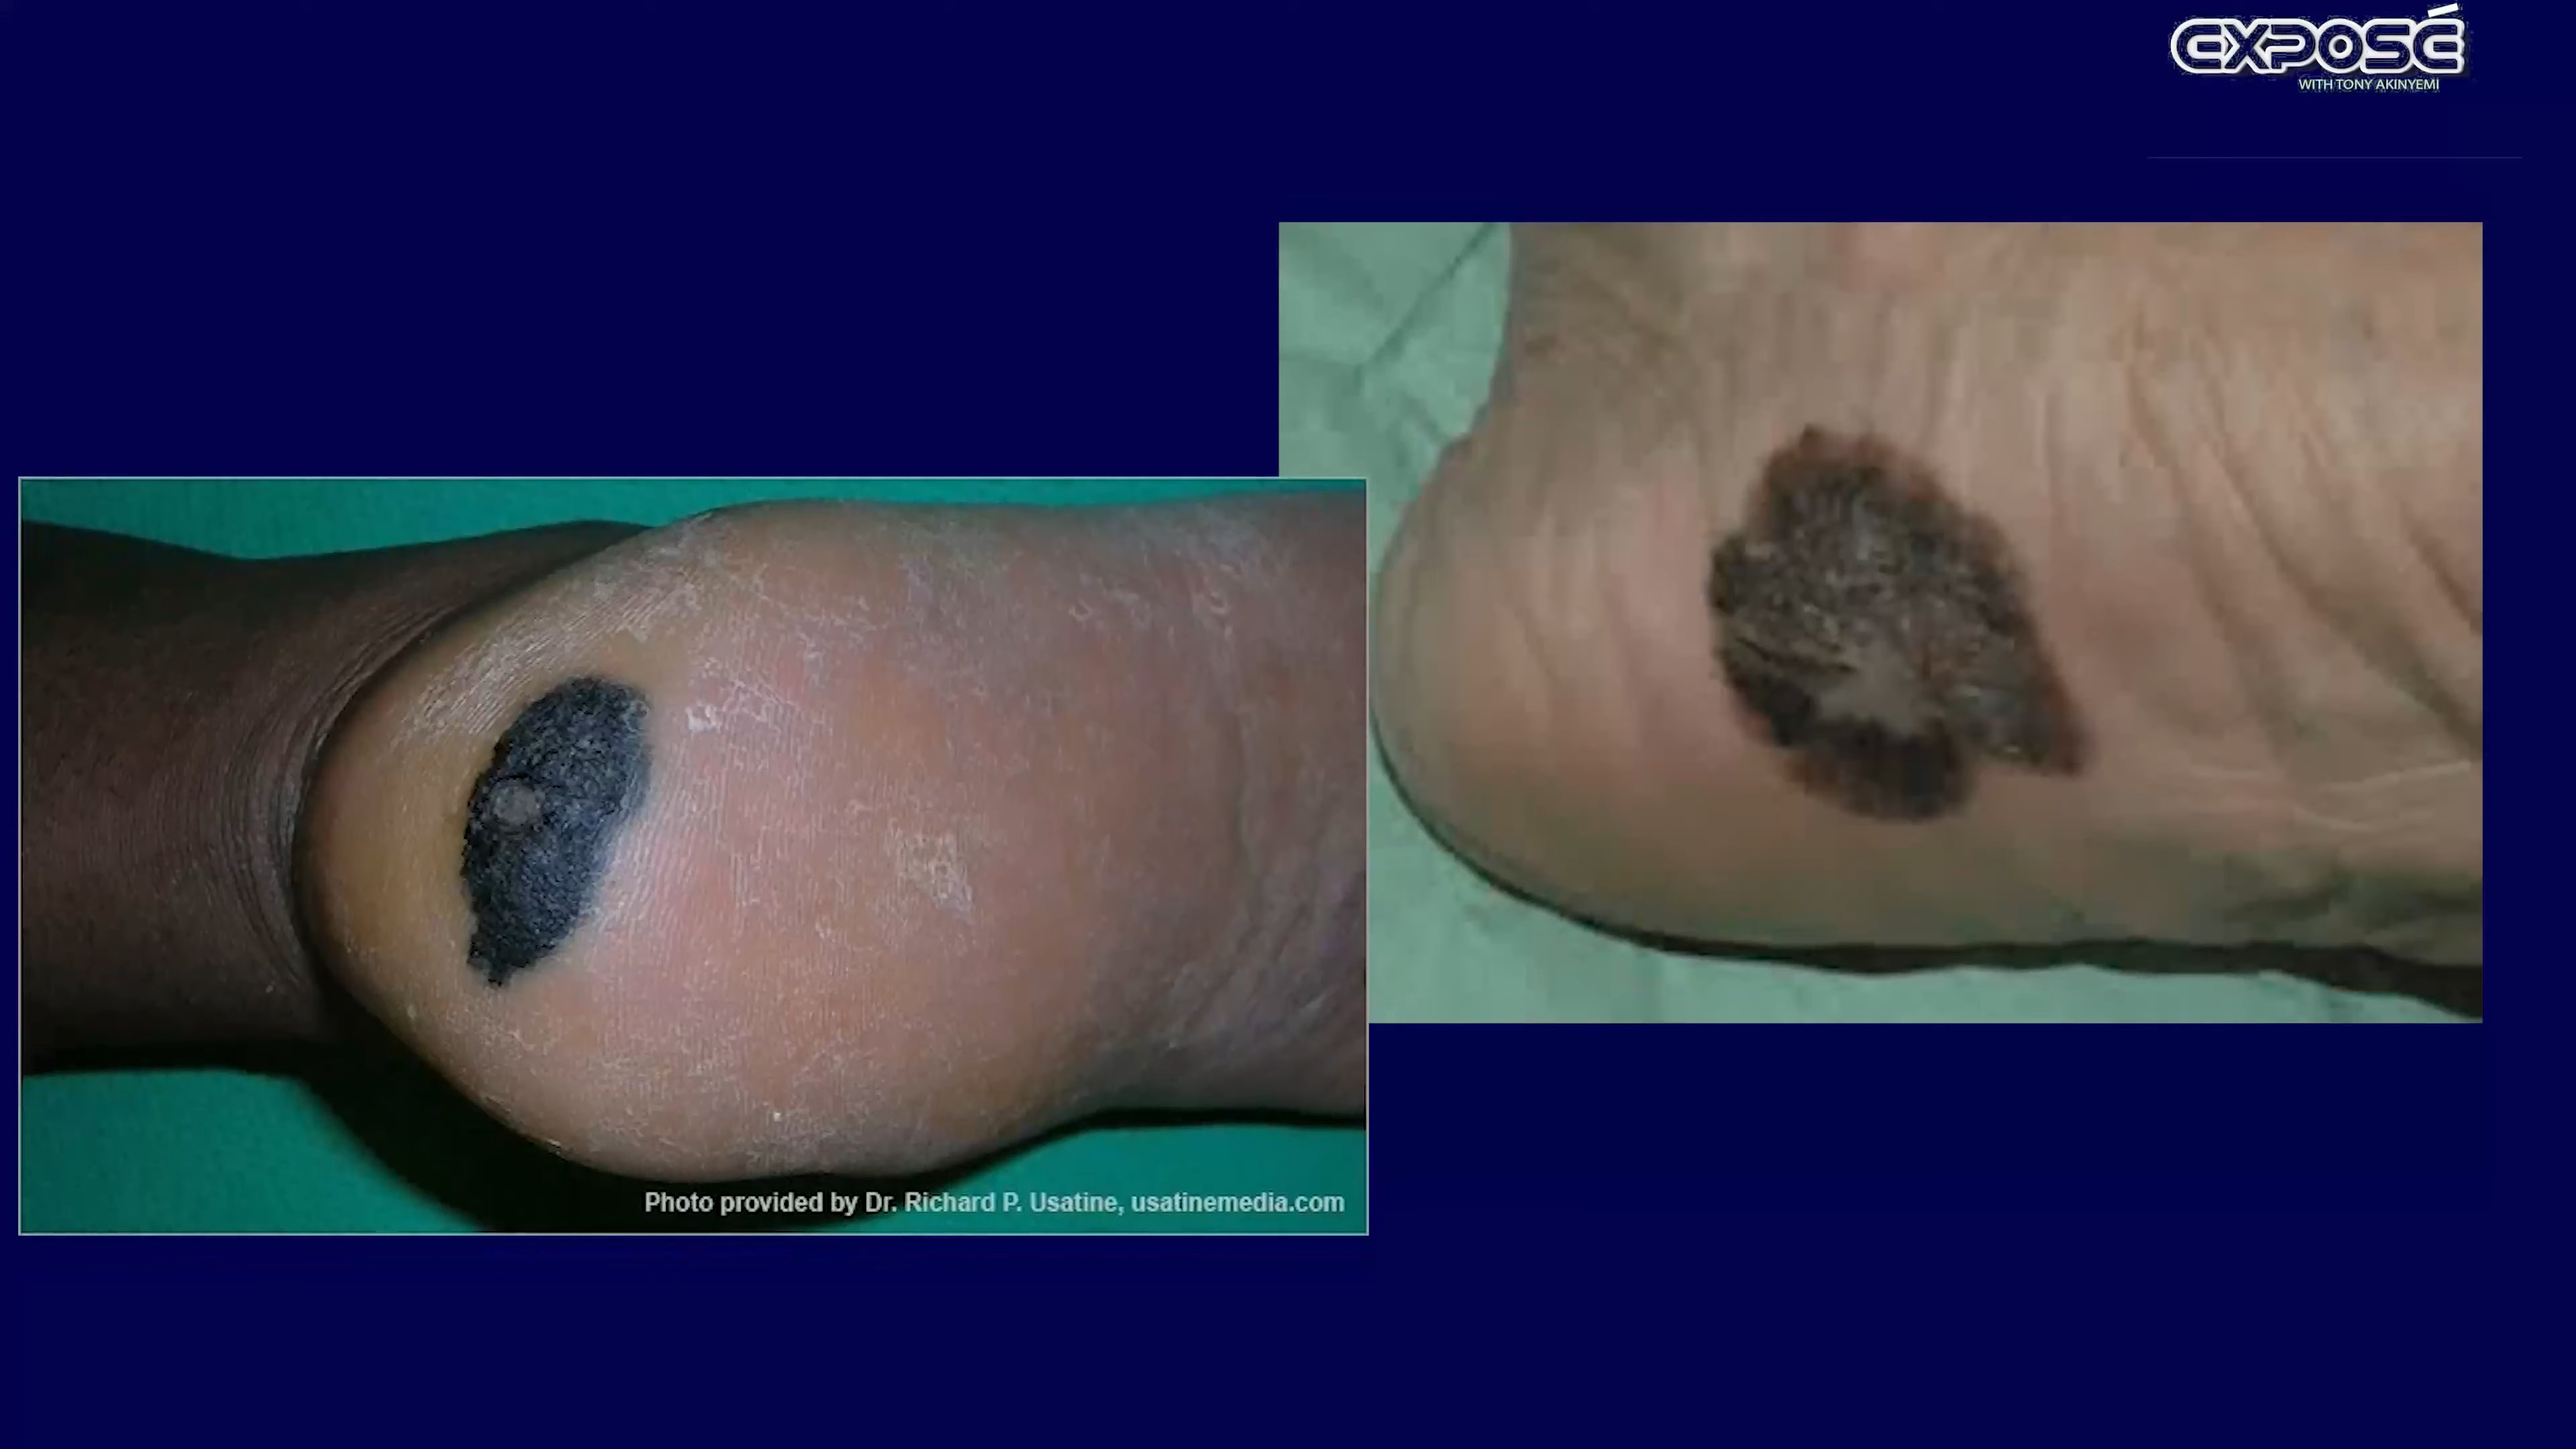 EXPOSÉ
WITH TONY AKINYEMI
Photo provided by Dr. Richard P. Usatine, usatinemedia.com